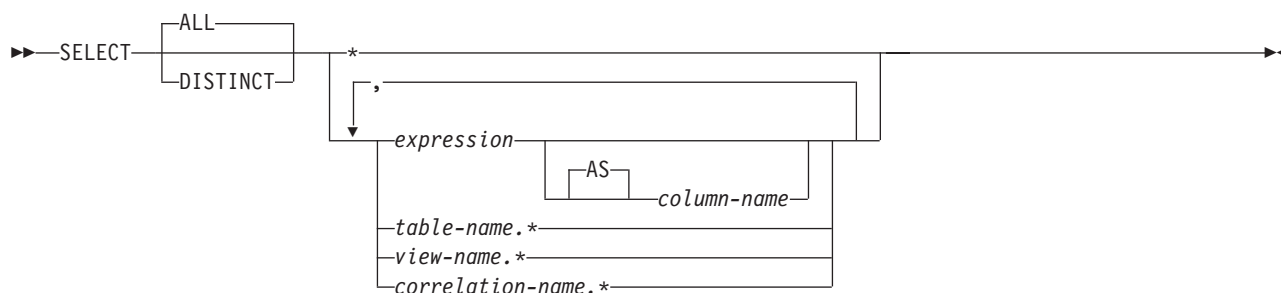 ALL
SELECT
DISTINCT
*
,
expression
AS
column-name
table-name.*
view-name.*
correlation-name.*